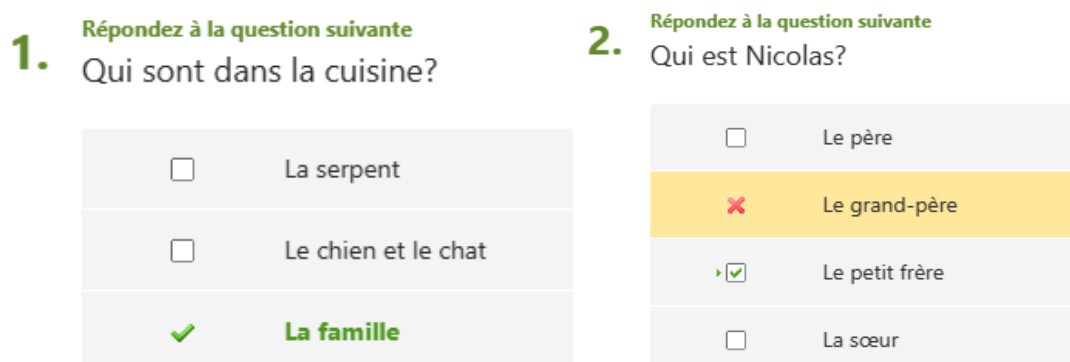 1.
Répondez à la question suivante
Qui sont dans la cuisine?
La serpent
Le chien et le chat
La famille
2.
Répondez à la question suivante
Qui est Nicolas?
Le père
Le grand-père
Le petit frère
La sœur